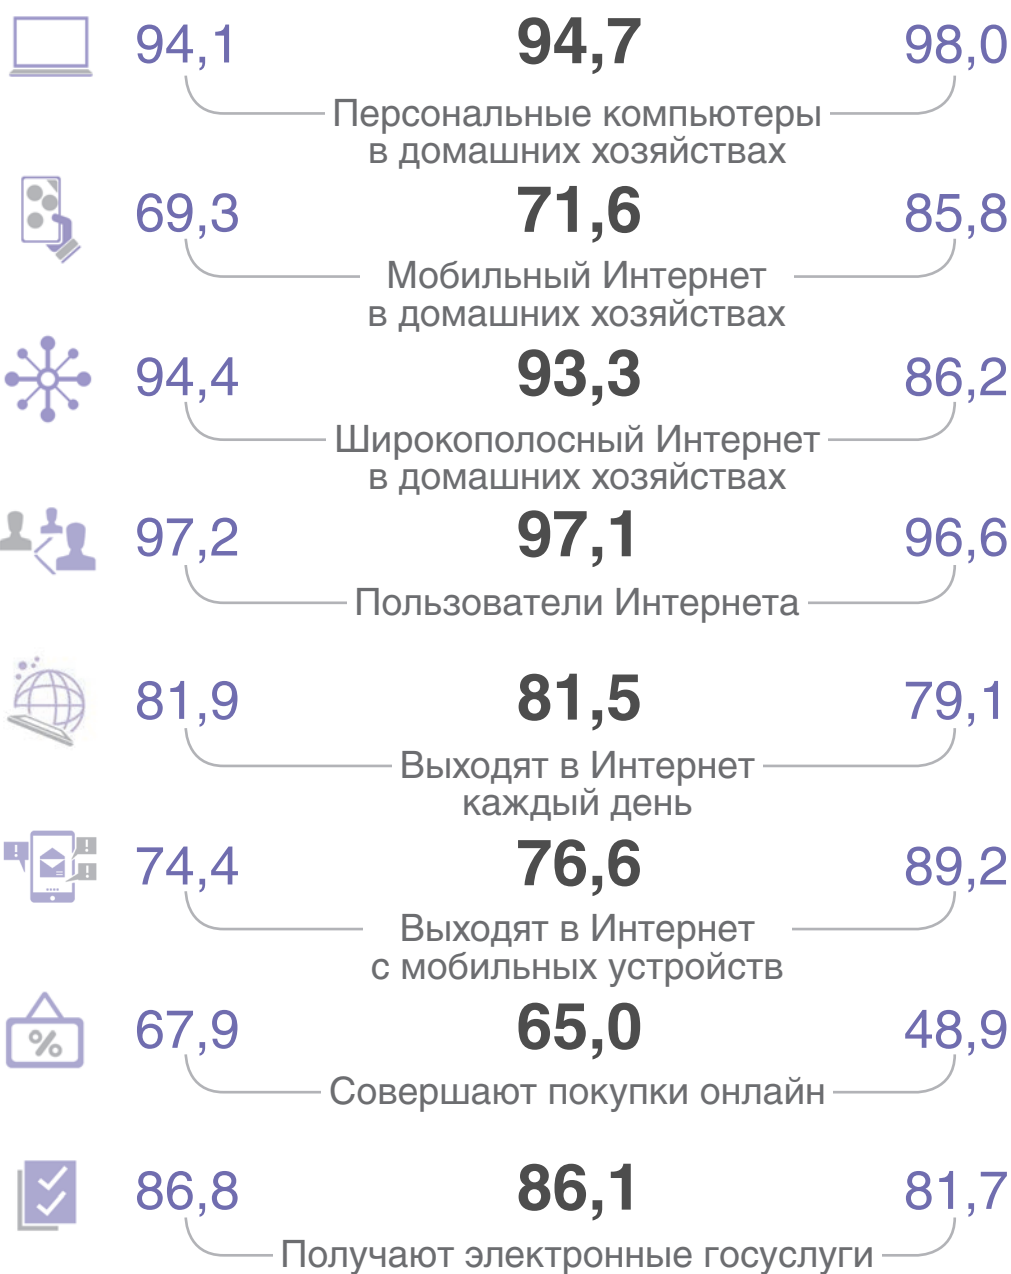 94,1 94,7 98,0
Персональные компьютеры
в домашних хозяйствах
69,3 71,6 85,8
Мобильный Интернет
в домашних хозяйствах
94,4 93,3 86,2
Широкополосный Интернет
в домашних хозяйствах
97,2 97,1 96,6
Пользователи Интернета
81,9 81,5 79,1
Выходят в Интернет
каждый день
74,4 76,6 89,2
Выходят в Интернет
с мобильных устройств
67,9 65,0 48,9
%
Совершают покупки онлайн
86,8 86,1 81,7
Получают электронные госуслуги